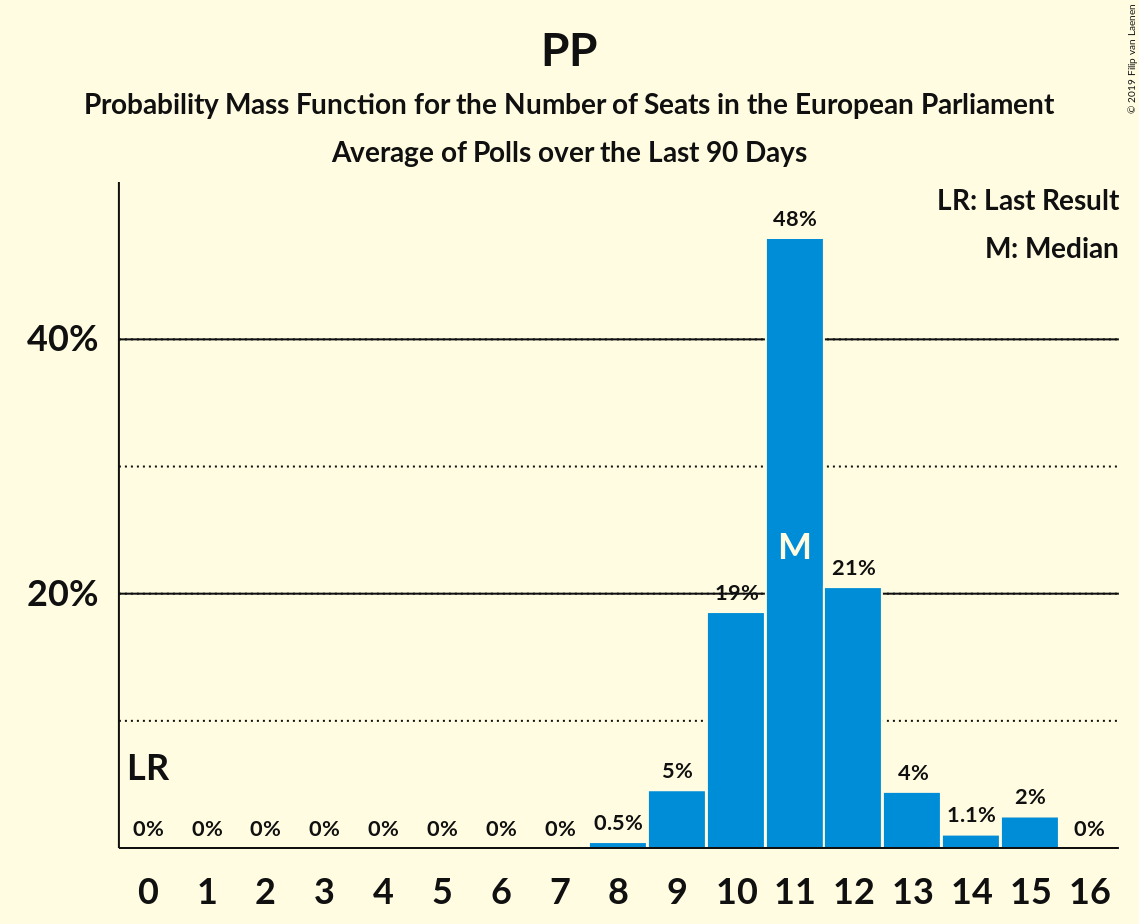 PP
Probability Mass Function for the Number of Seats in the European Parliament
Average of Polls over the Last 90 Days
© 2019 Filip van Laenen
LR: Last Result
M: Median
48%
40%
M
21%
20%
19%
LR
5%
4%
2%
1.1%
0.5%
0% 0% 0% 0% 0% 0% 0% 0% 0%
0 1 2 3 4 5 6 7 8 9 10 11 12 13 14 15 16